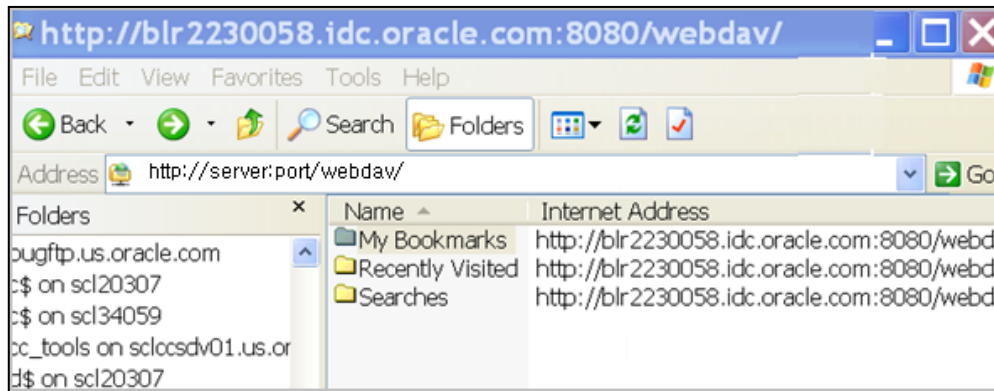 http://blr2230058.idc.oracle.com:8080/webdav/
File Edit View Favorites Tools Help
Back Search Folders
Address http://server:port/webdav/ Go
Folders × Name Internet Address
My Bookmarks http://blr2230058.idc.oracle.com:8080/webd
ougftp.us.oracle.com
Recently Visited http://blr2230058.idc.oracle.com:8080/webd
c$ on scl20307
Searches http://blr2230058.idc.oracle.com:8080/webd
c$ on scl34059
cc_tools on sclccsdv01.us.or
d$ on scl20307